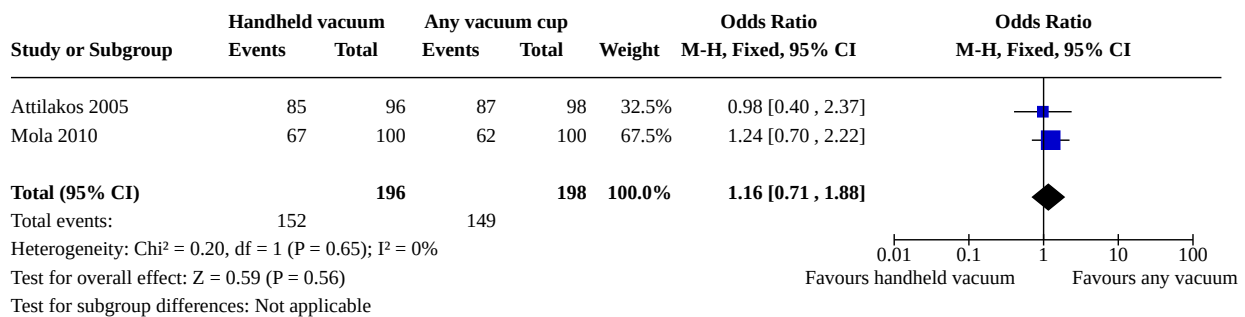 Handheld vacuum Any vacuum cup Odds Ratio Odds Ratio
Study or Subgroup Events Total Events Total Weight M-H, Fixed, 95% CI M-H, Fixed, 95% CI
Attilakos 2005 85 96 87 98 32.5% 0.98 [0.40 , 2.37]
Mola 2010 67 100 62 100 67.5% 1.24 [0.70 , 2.22]
Total (95% CI) 196 198 100.0% 1.16 [0.71 , 1.88]
Total events: 152 149
Heterogeneity: Chi² = 0.20, df = 1 (P = 0.65); I² = 0%
0.01 0.1 1 10 100
Test for overall effect: Z = 0.59 (P = 0.56) Favours handheld vacuum Favours any vacuum
Test for subgroup differences: Not applicable